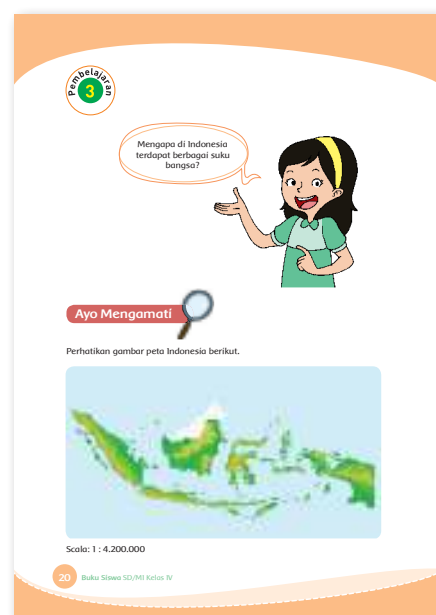 Pembelajaran
3
Mengapa di Indonesia
terdapat berbagai suku
bangsa?
Ayo Mengamati
Perhatikan gambar peta Indonesia berikut.
Scala: 1 : 4.200.000
20 Buku Siswa SD/MI Kelas IV